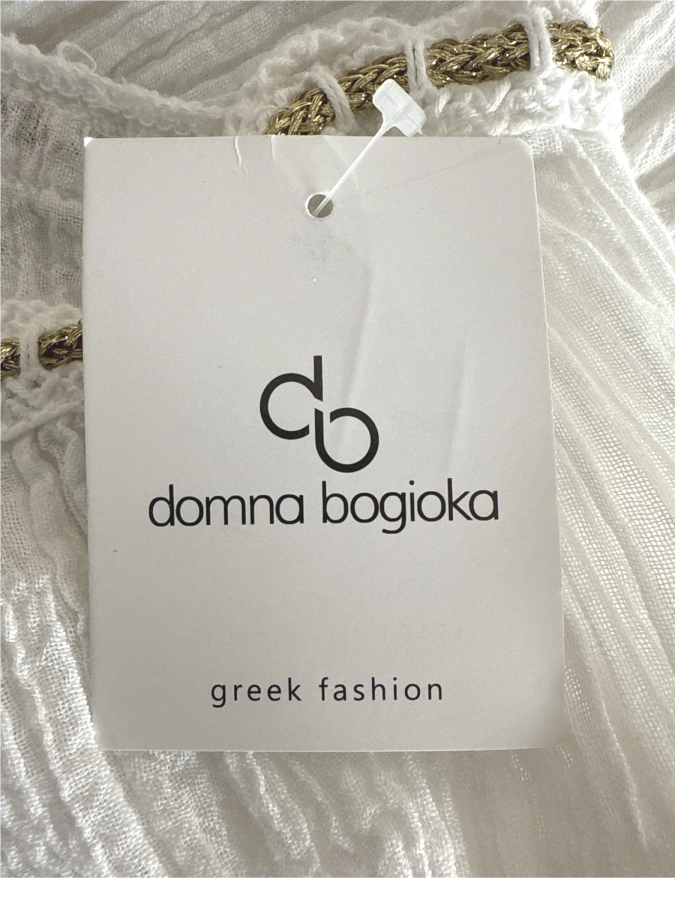 db
domna bogioka
greek fashion